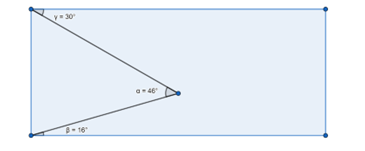 γ = 30°
α = 46°
β = 16°